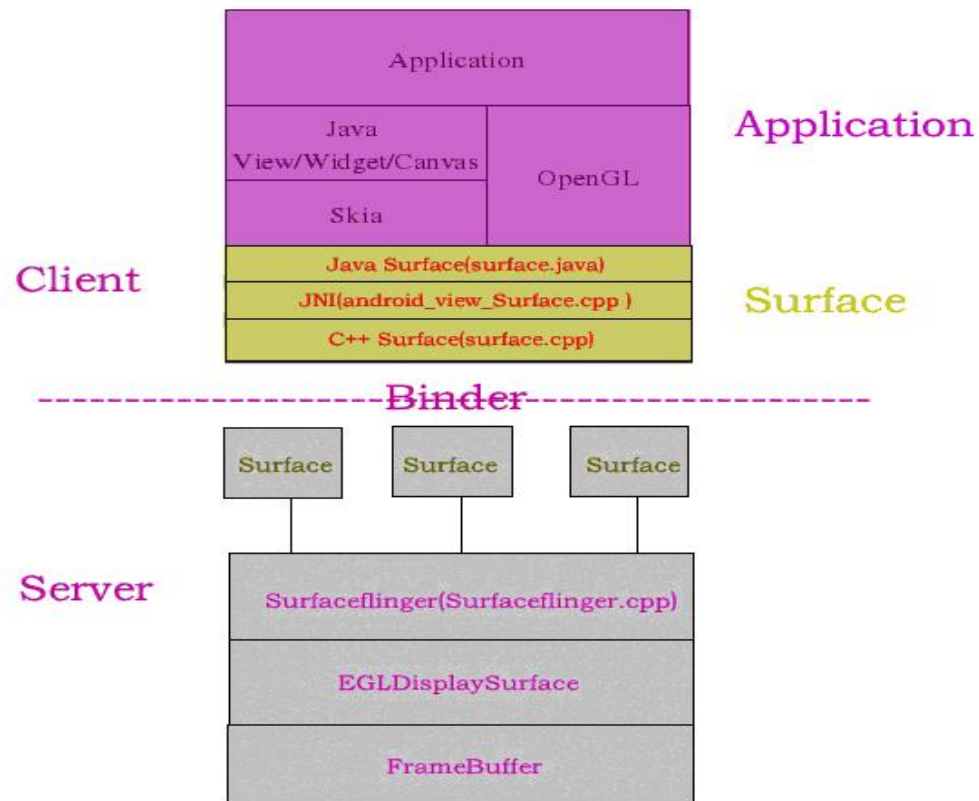 Application
Application
Java
View/Widget/Canvas
OpenGL
Skia
Client
Java Surface(surface.java)
JNI(android_view_Surface.cpp )
Surface
C++ Surface(surface.cpp)
Binder
Surface
Surface
Surface
Server
Surfaceflinger(Surfaceflinger.cpp)
EGLDisplaySurface
FrameBuffer